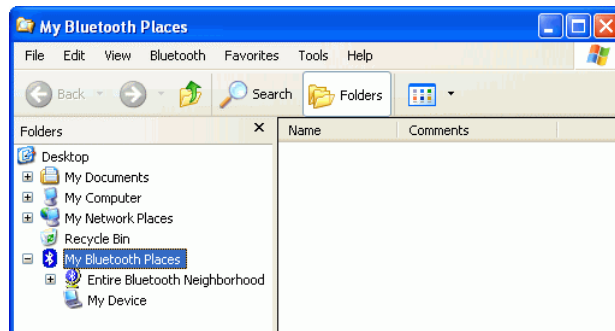 My Bluetooth Places
File Edit View Bluetooth Favorites Tools Help
Back Search Folders
Folders Name Comments
Desktop
My Documents
My Computer
My Network Places
Recycle Bin
My Bluetooth Places
Entire Bluetooth Neighborhood
My Device